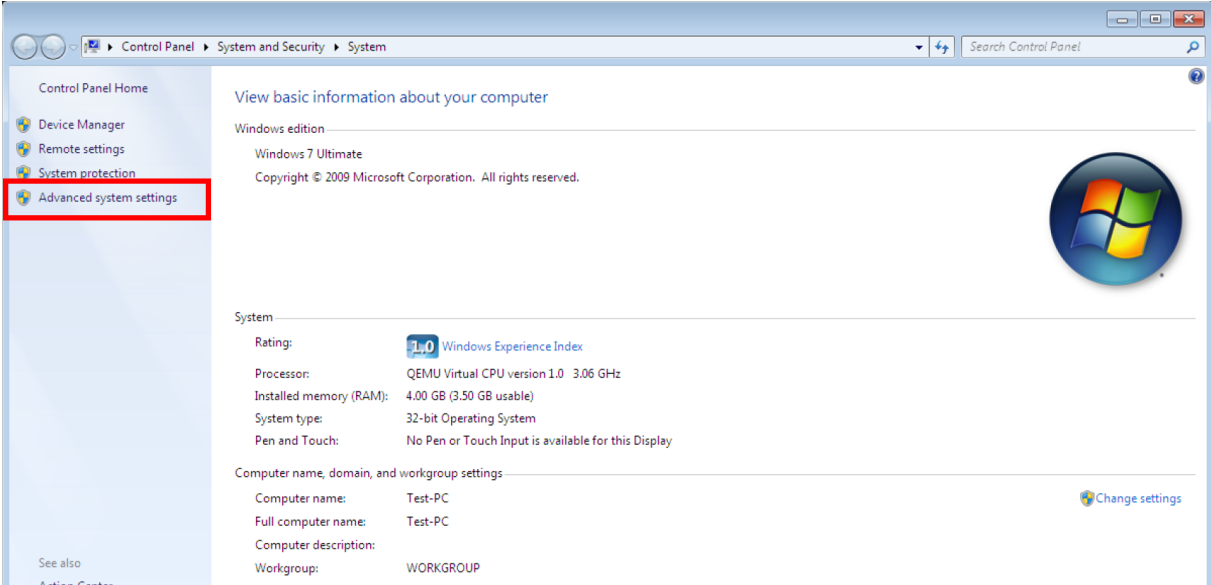 Control Panel System and Security System
Search Control Panel
Control Panel Home
Device Manager
Remote settings
System protection
Advanced system settings
View basic information about your computer
Windows edition
Windows 7 Ultimate
Copyright © 2009 Microsoft Corporation. All rights reserved.
System
Rating: 1,0 Windows Experience Index
Processor: QEMU Virtual CPU version 1.0 3.06 GHz
Installed memory (RAM): 4.00 GB (3.50 GB usable)
System type: 32-bit Operating System
Pen and Touch: No Pen or Touch Input is available for this Display
Computer name, domain, and workgroup settings
Computer name: Test-PC
Change settings
Full computer name: Test-PC
Computer description:
Workgroup: WORKGROUP
See also
Action Center